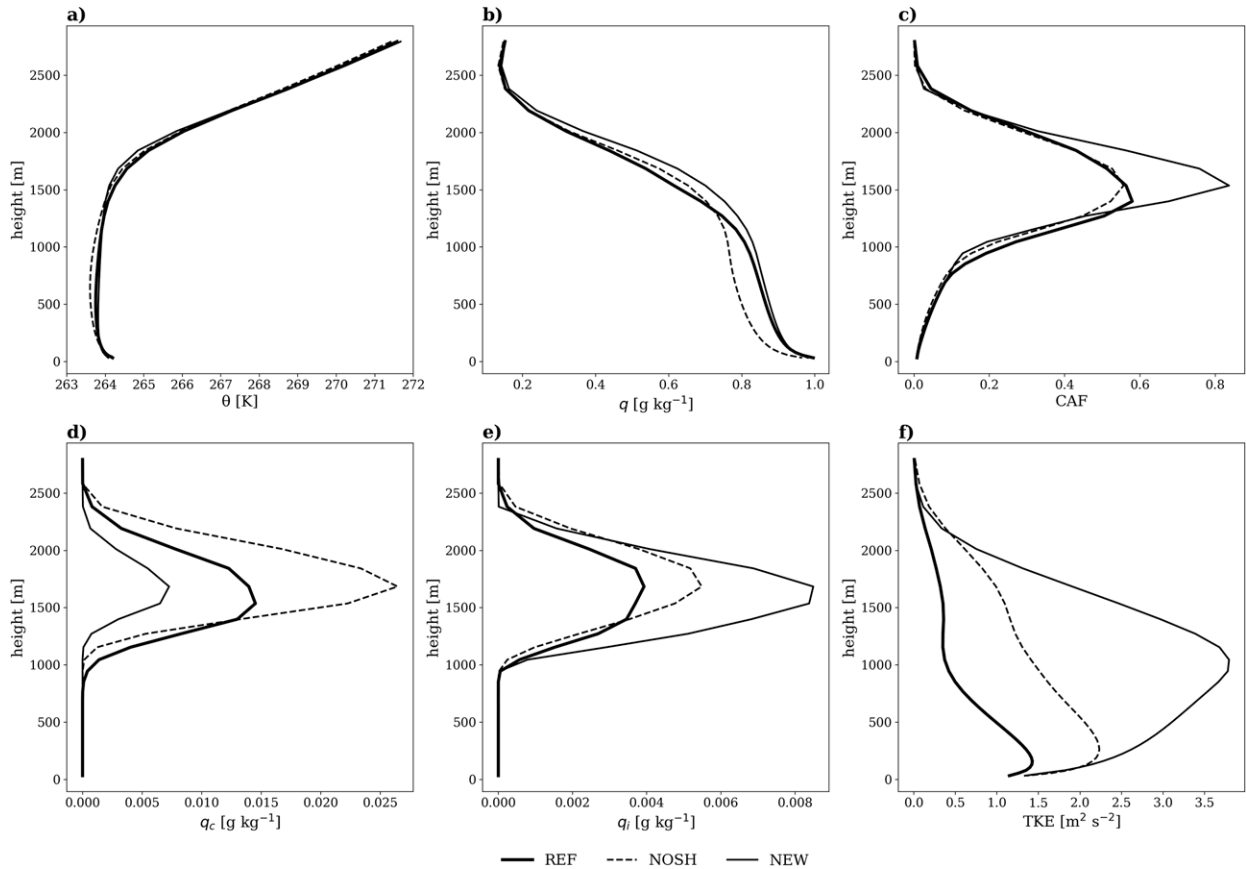 a) b) c)
2500 2500 2500
2000 2000 2000
1500 1500 1500
1000 1000 1000
500 500 500
0 0 0
height [m] height [m] height [m]
263 264 265 266 267 268 269 270 271 272 0.2 0.4 0.6 0.8 1.0 0.0 0.2 0.4 0.6 0.8
θ [K] q [g kg⁻¹] CAF
d) e) f)
2500 2500 2500
2000 2000 2000
1500 1500 1500
1000 1000 1000
500 500 500
0 0 0
height [m] height [m] height [m]
0.000 0.005 0.010 0.015 0.020 0.025 0.000 0.002 0.004 0.006 0.008 0.0 0.5 1.0 1.5 2.0 2.5 3.0 3.5
q_c [g kg⁻¹] q_i [g kg⁻¹] TKE [m² s⁻²]
REF NOSH NEW